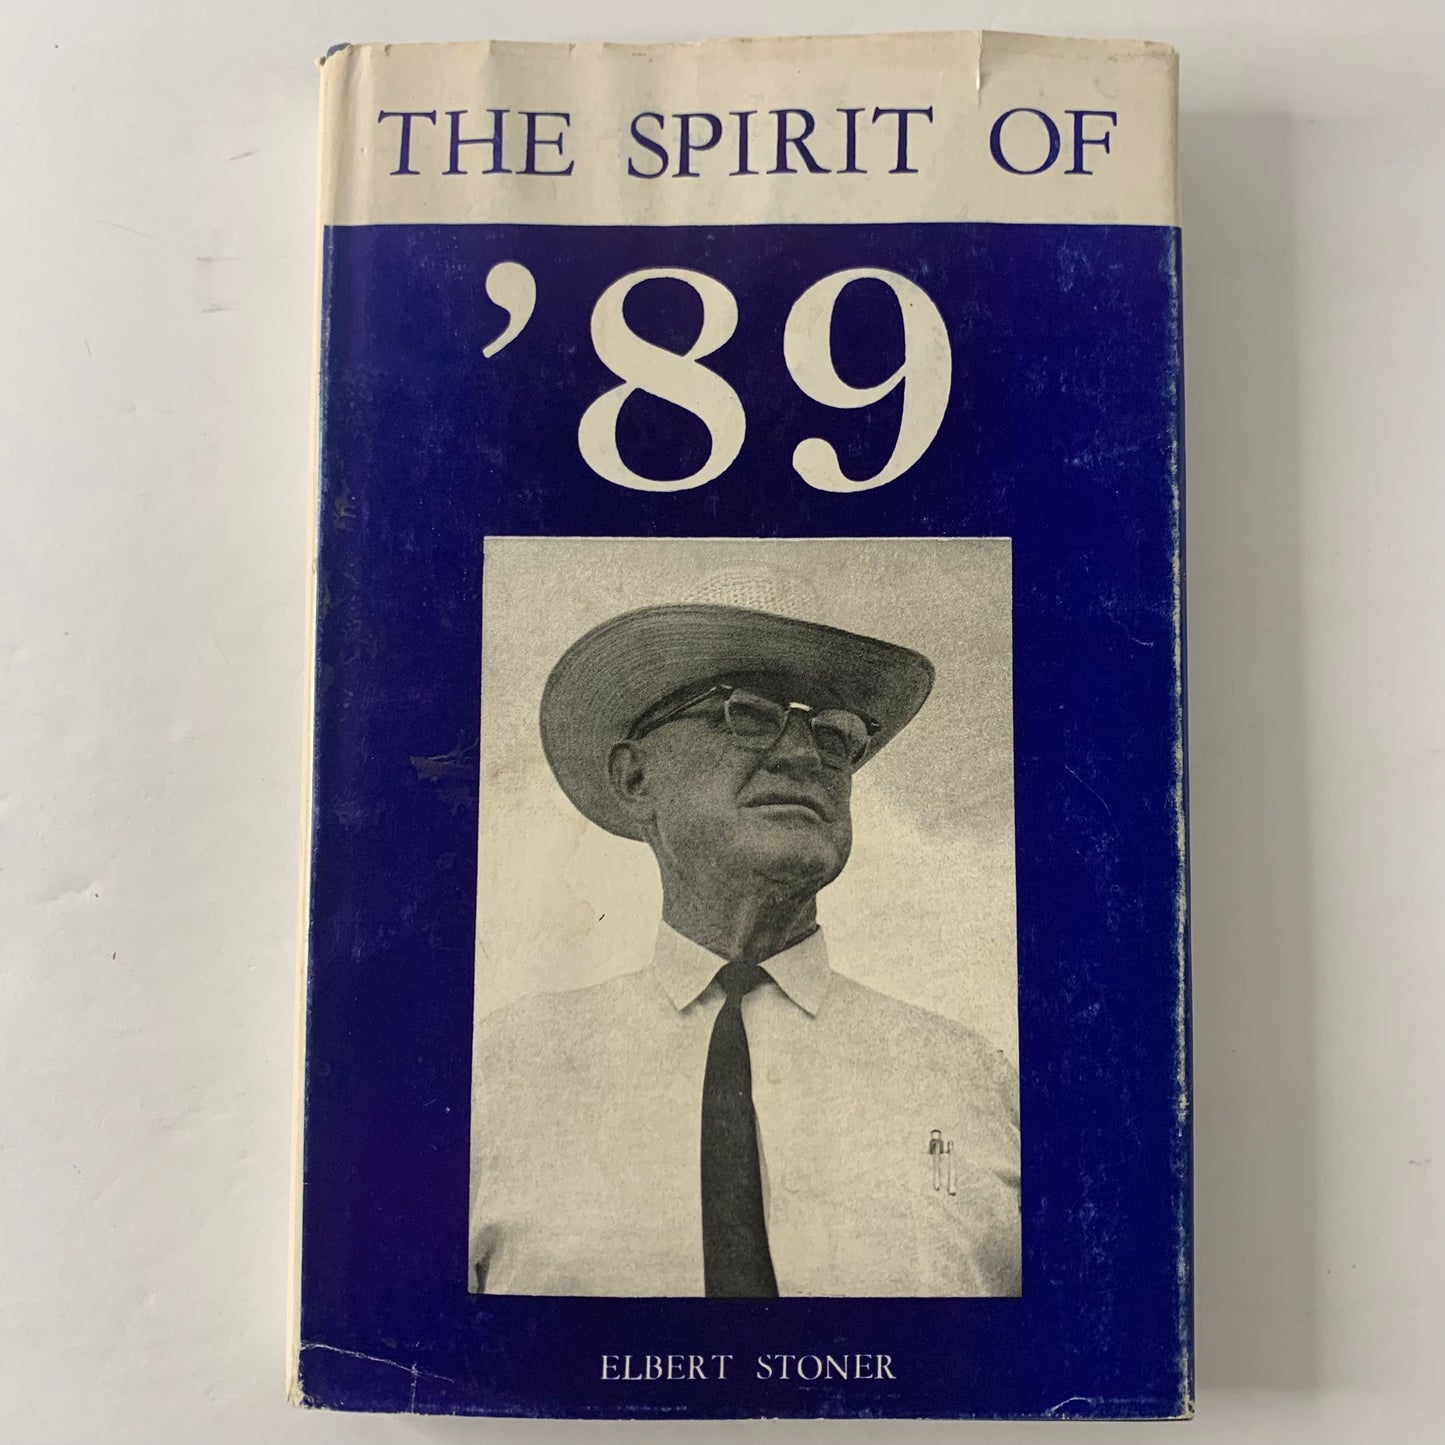 THE SPIRIT OF
’89
ELBERT STONER